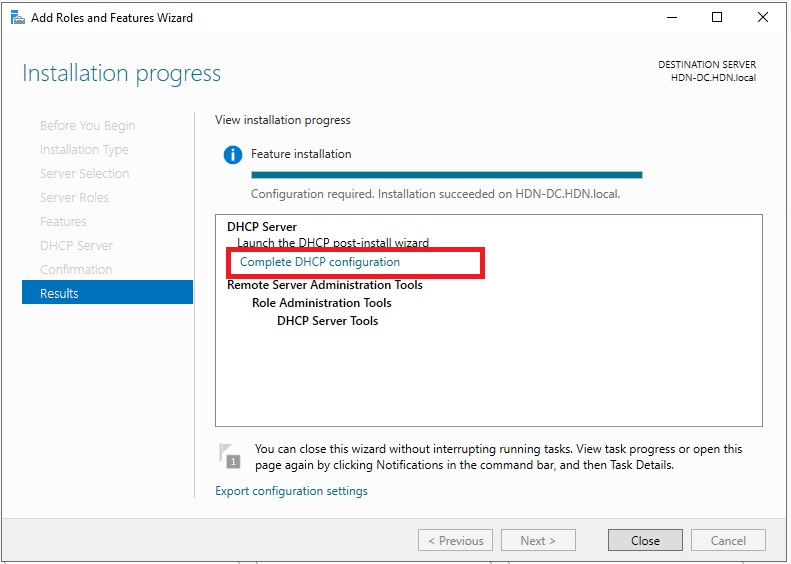 Add Roles and Features Wizard
Installation progress
DESTINATION SERVER
HDN-DC.HDN.local
Before You Begin
Installation Type
Server Selection
Server Roles
Features
DHCP Server
Confirmation
Results
View installation progress
Feature installation
Configuration required. Installation succeeded on HDN-DC.HDN.local.
DHCP Server
Launch the DHCP post-install wizard
Complete DHCP configuration
Remote Server Administration Tools
Role Administration Tools
DHCP Server Tools
1
You can close this wizard without interrupting running tasks. View task progress or open this
page again by clicking Notifications in the command bar, and then Task Details.
Export configuration settings
< Previous
Next >
Close
Cancel